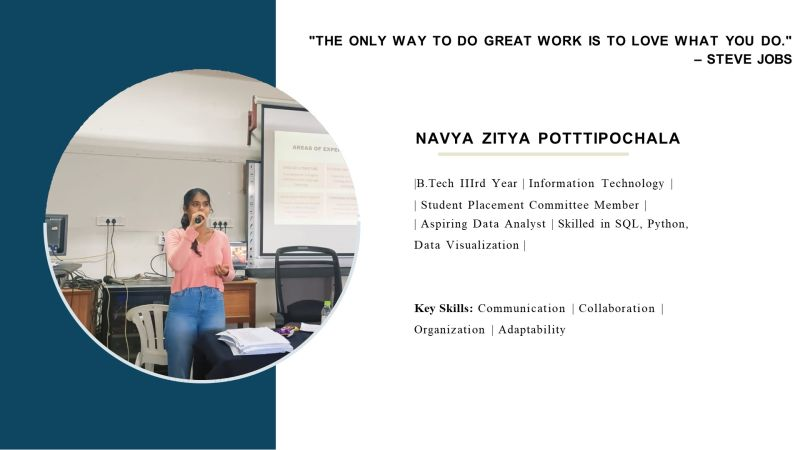 "THE ONLY WAY TO DO GREAT WORK IS TO LOVE WHAT YOU DO."
– STEVE JOBS
NAVYA ZITYA POTTTIPOCHALA
|B.Tech IIIrd Year | Information Technology |
| Student Placement Committee Member |
| Aspiring Data Analyst | Skilled in SQL, Python,
Data Visualization |
Key Skills: Communication | Collaboration |
Organization | Adaptability
AREAS OF